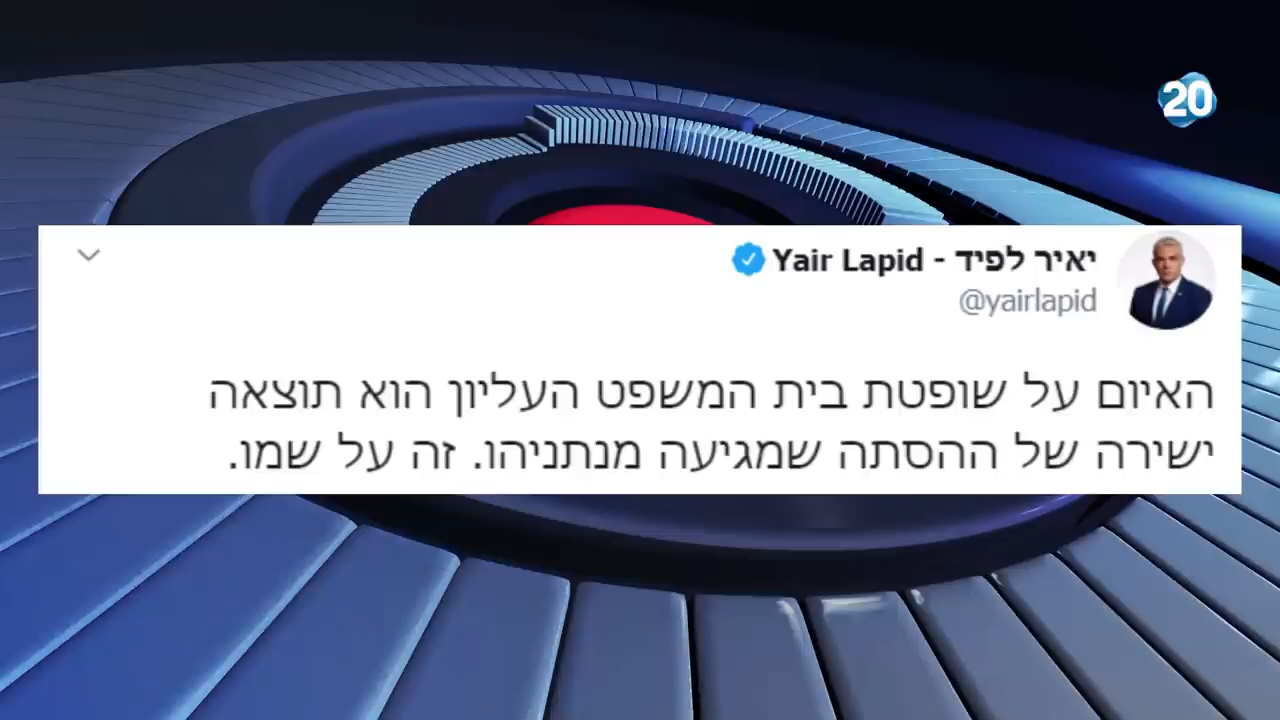 20
יאיר לפיד - Yair Lapid
@yairlapid
האיום על שופטת בית המשפט העליון הוא תוצאה
ישירה של ההסתה שמגיעה מנתניהו. זה על שמו.